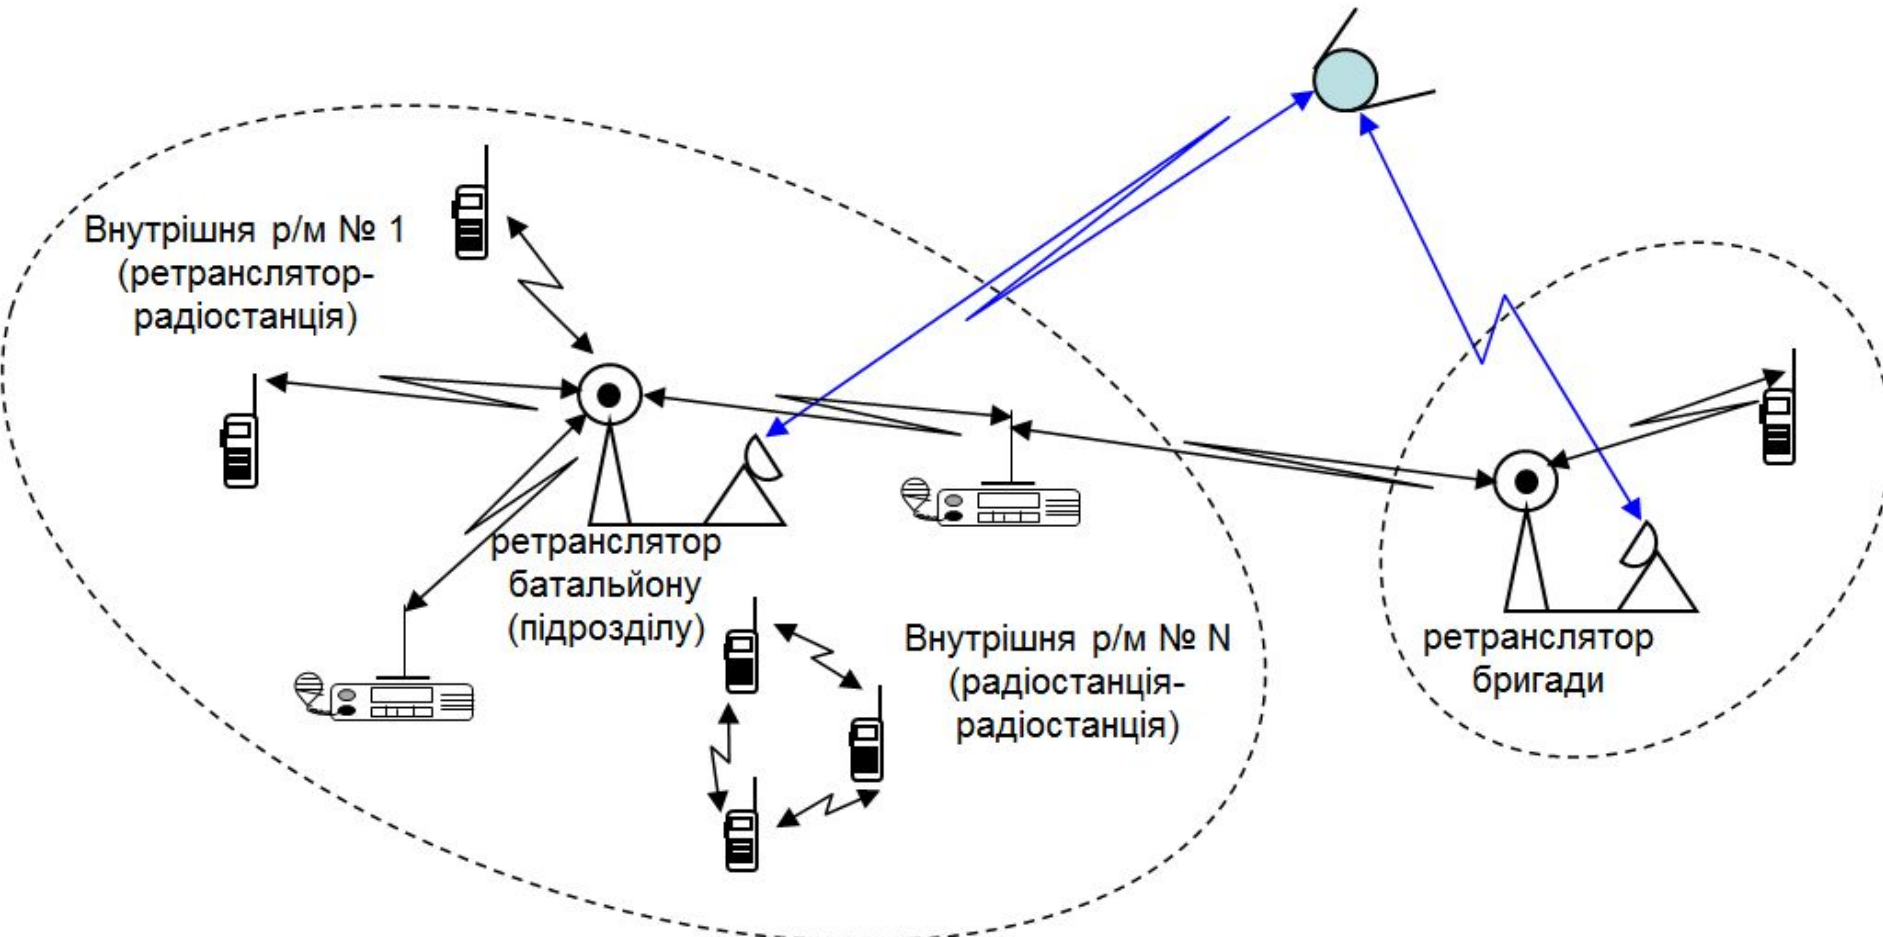 Внутрішня р/м № 1
(ретранслятор-
радіостанція)
ретранслятор
батальйону
(підрозділу)
Внутрішня р/м № N
(радіостанція-
радіостанція)
ретранслятор
бригади